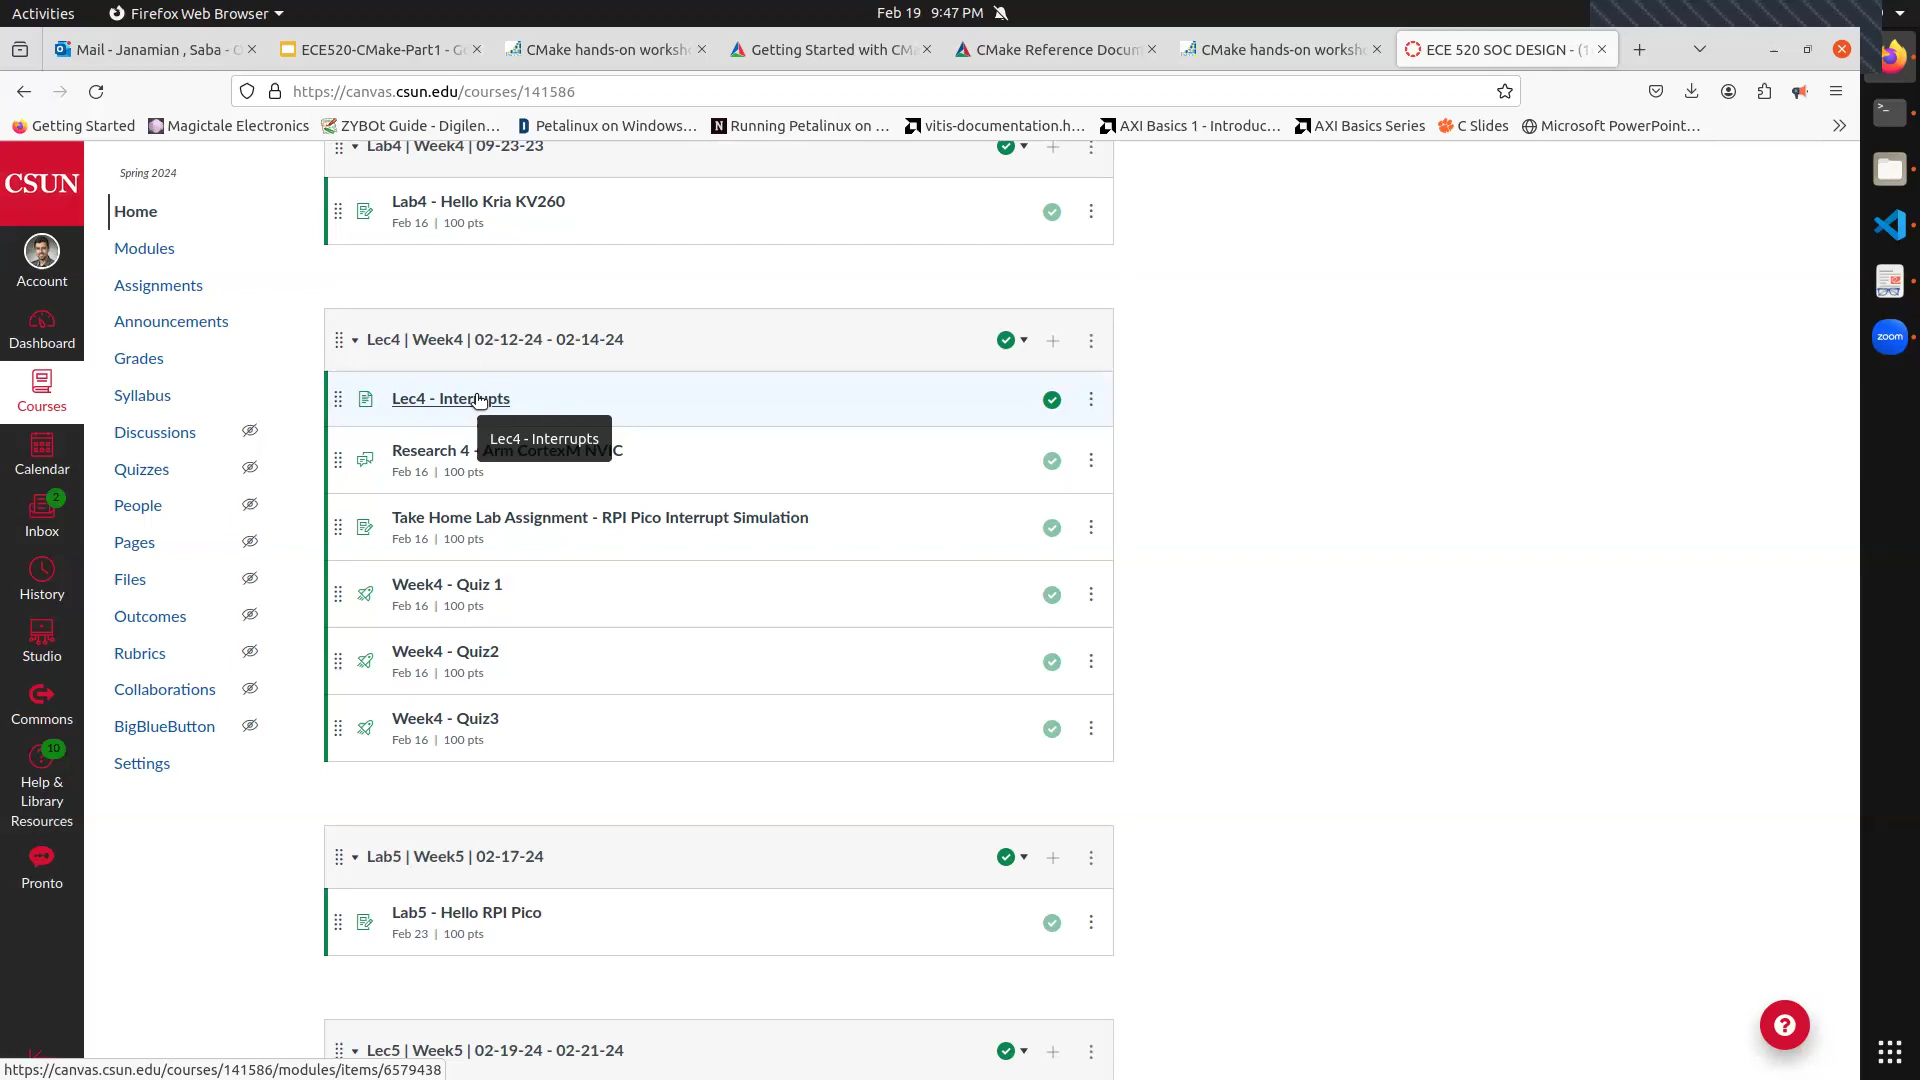 Activities
Firefox Web Browser
Feb 19 9:47 PM
Mail - Janamian , Saba - O
ECE520-CMake-Part1 - Go
CMake hands-on worksh
Getting Started with CMa
CMake Reference Docum
CMake hands-on worksh
ECE 520 SOC DESIGN - (1
https://canvas.csun.edu/courses/141586
Getting Started
Magictale Electronics
ZYBOt Guide - Digilen...
Petalinux on Windows...
Running Petalinux on ...
vitis-documentation.h...
AXI Basics 1 - Introduc...
AXI Basics Series
C Slides
Microsoft PowerPoint...
CSUN
Account
Dashboard
Courses
Calendar
2
Inbox
History
Studio
Commons
10
Help &
Library
Resources
Pronto
Spring 2024
Home
Modules
Assignments
Announcements
Grades
Syllabus
Discussions
Quizzes
People
Pages
Files
Outcomes
Rubrics
Collaborations
BigBlueButton
Settings
Lab4 | Week4 | 09-23-23
Lab4 - Hello Kria KV260
Feb 16 | 100 pts
Lec4 | Week4 | 02-12-24 - 02-14-24
Lec4 - Interrupts
Lec4 - Interrupts
Research 4 - Arm CortexM NVIC
Feb 16 | 100 pts
Take Home Lab Assignment - RPI Pico Interrupt Simulation
Feb 16 | 100 pts
Week4 - Quiz 1
Feb 16 | 100 pts
Week4 - Quiz2
Feb 16 | 100 pts
Week4 - Quiz3
Feb 16 | 100 pts
Lab5 | Week5 | 02-17-24
Lab5 - Hello RPI Pico
Feb 23 | 100 pts
Lec5 | Week5 | 02-19-24 - 02-21-24
zoom
https://canvas.csun.edu/courses/141586/modules/items/6579438